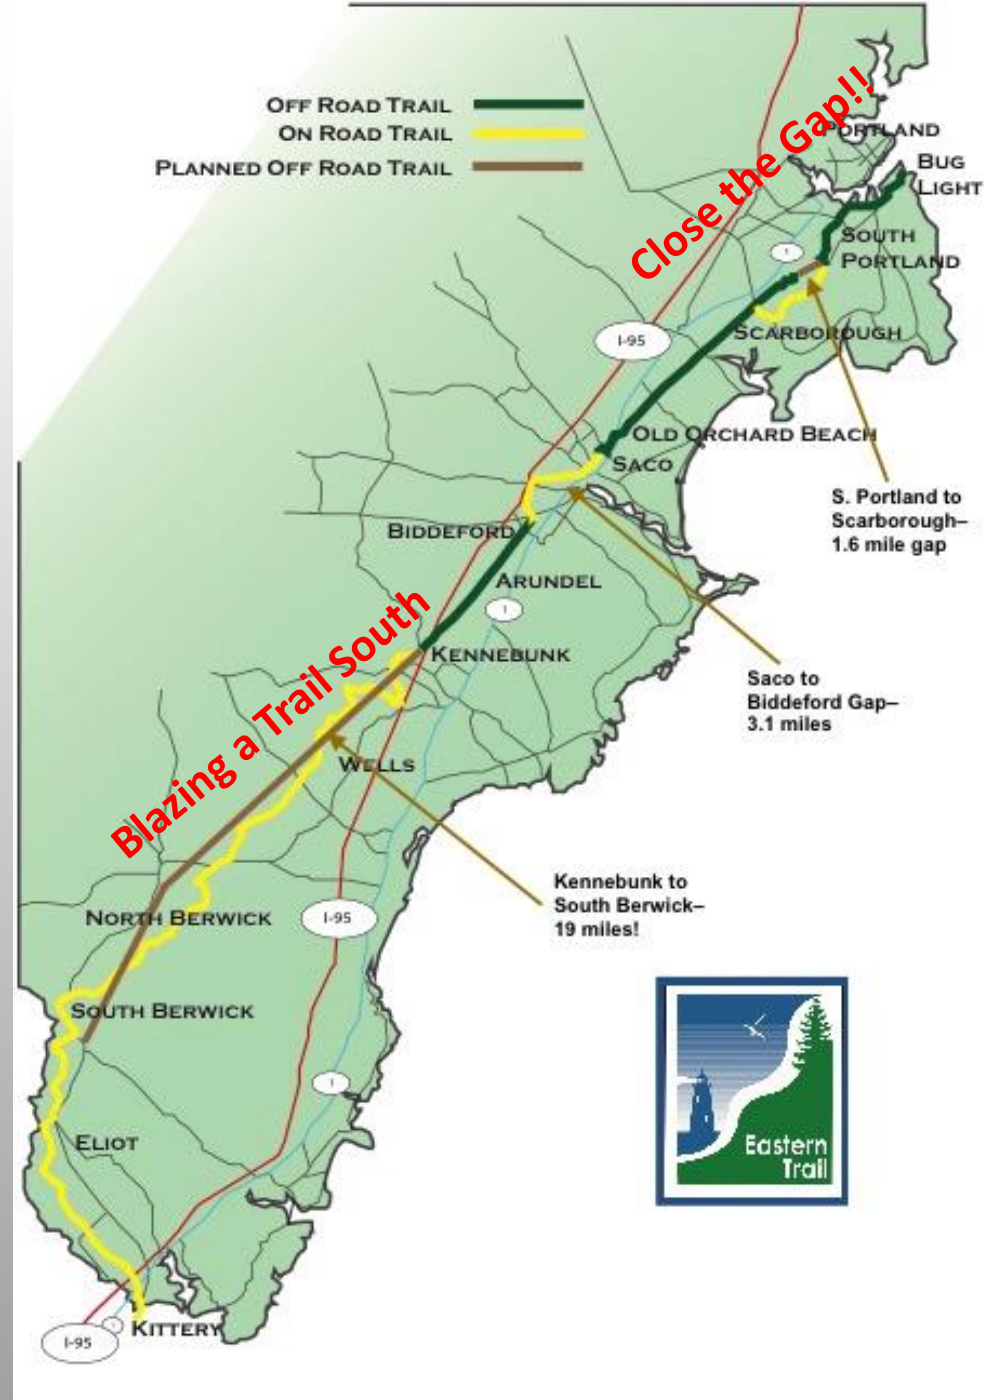 OFF ROAD TRAIL
ON ROAD TRAIL
PLANNED OFF ROAD TRAIL
Close the Gap!!
PORTLAND
BUG
LIGHT
1
SOUTH
PORTLAND
SCARBOROUGH
I-95
OLD ORCHARD BEACH
SACO
S. Portland to
Scarborough–
1.6 mile gap
BIDDEFORD
ARUNDEL
1
Blazing a Trail South
KENNEBUNK
Saco to
Biddeford Gap–
3.1 miles
WELLS
Kennebunk to
South Berwick–
19 miles!
NORTH BERWICK
I-95
SOUTH BERWICK
1
ELIOT
Eastern
Trail
1
KITTERY
I-95